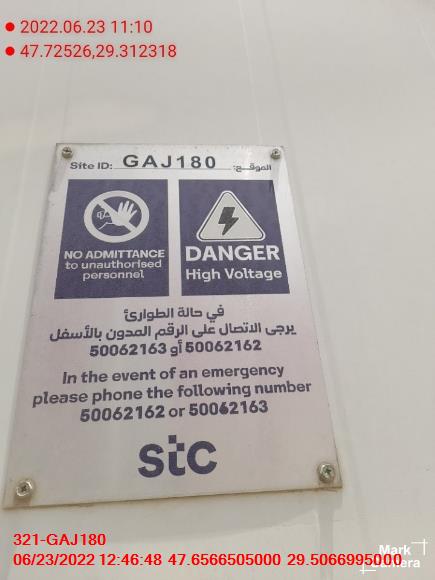 2022.06.23 11:10
47.72526,29.312318
Site ID: GAJ180 الموقع:
NO ADMITTANCE
to unauthorised
personnel
DANGER
High Voltage
في حالة الطوارئ
يرجى الاتصال على الرقم المدون بالأسفل
50062162 أو 50062163
In the event of an emergency
please phone the following number
50062162 or 50062163
stc
321-GAJ180
06/23/2022 12:46:48 47.6566505000 29.5066995000
Mark